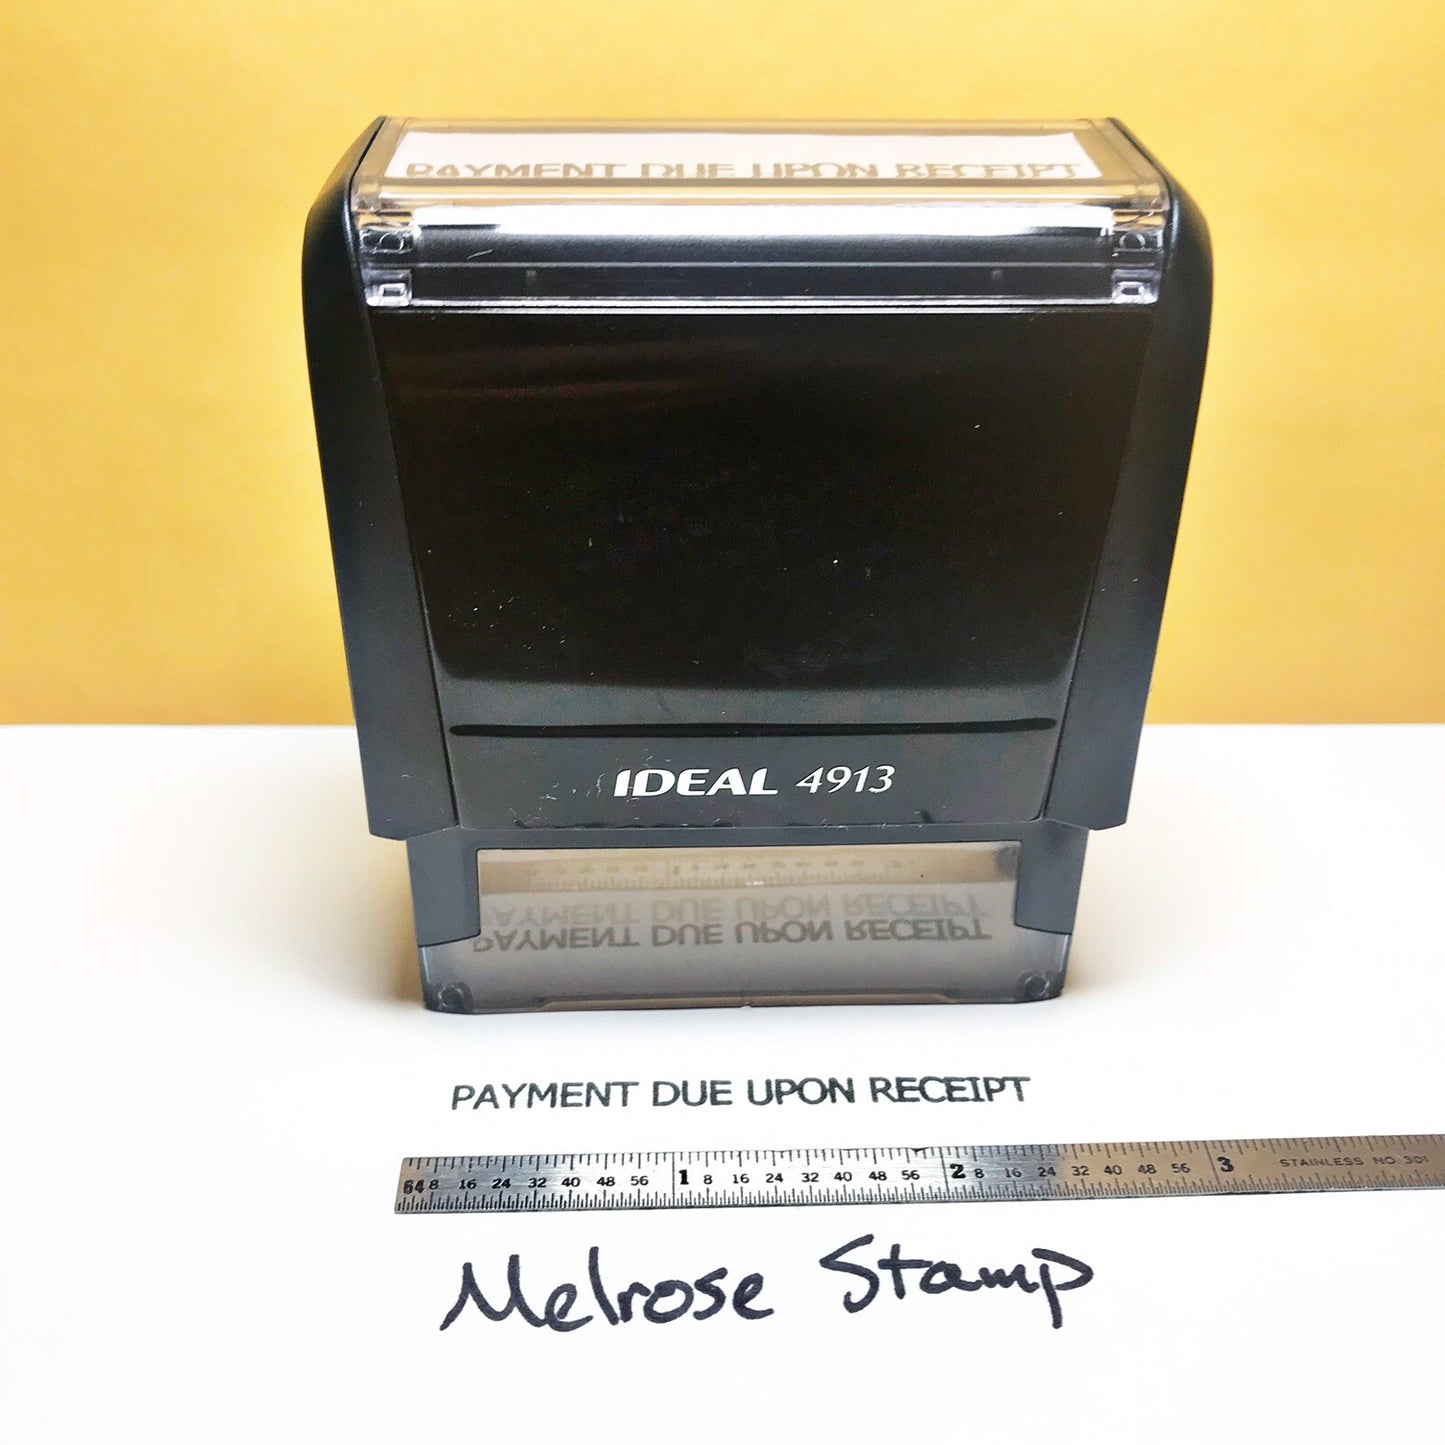 PAYMENT DUE UPON RECEIPT
IDEAL 4913
PAYMENT DUE UPON RECEIPT
PAYMENT DUE UPON RECEIPT
64 8 16 24 32 40 48 56 1 8 16 24 32 40 48 56 2 8 16 24 32 40 48 56 3 STAINLESS NO 301
Melrose Stamp